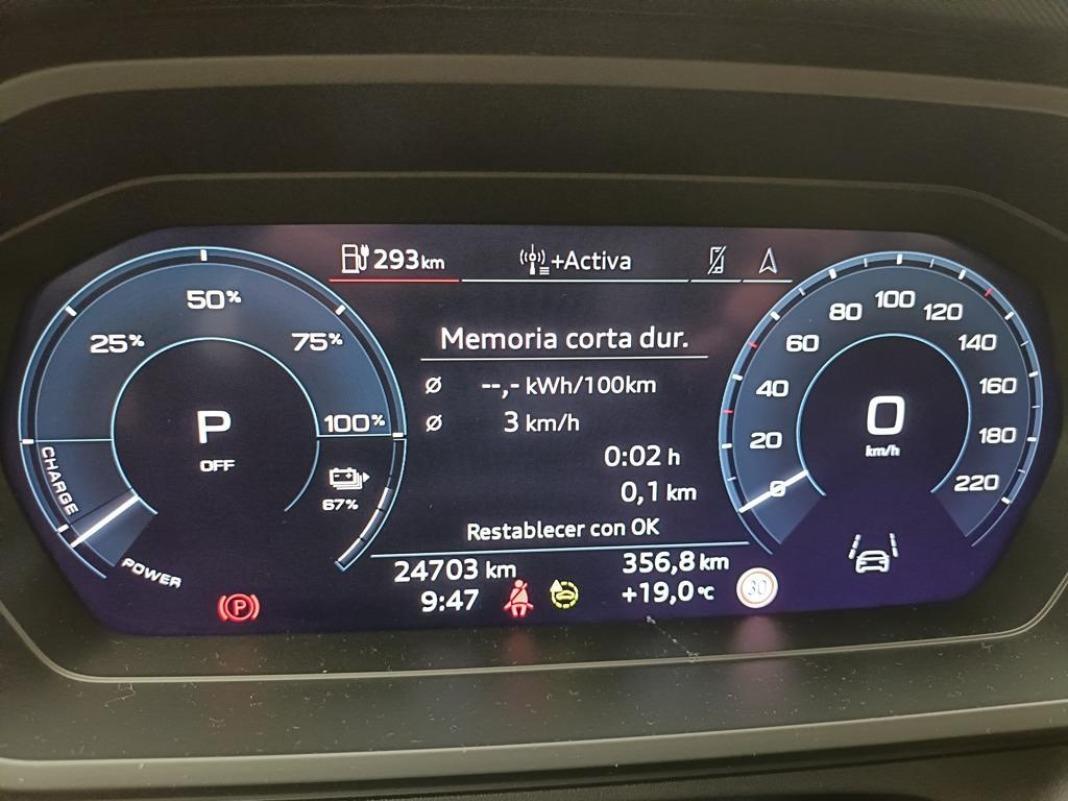 293km
+Activa
25%
50%
75%
100%
P
OFF
CHARGE
POWER
67%
Memoria corta dur.
ø --,- kWh/100km
ø 3 km/h
0:02 h
0,1 km
Restablecer con OK
24703 km
356,8 km
9:47
+19,0 °C
P
30
0
20
40
60
80
100
120
140
160
180
220
0
km/h